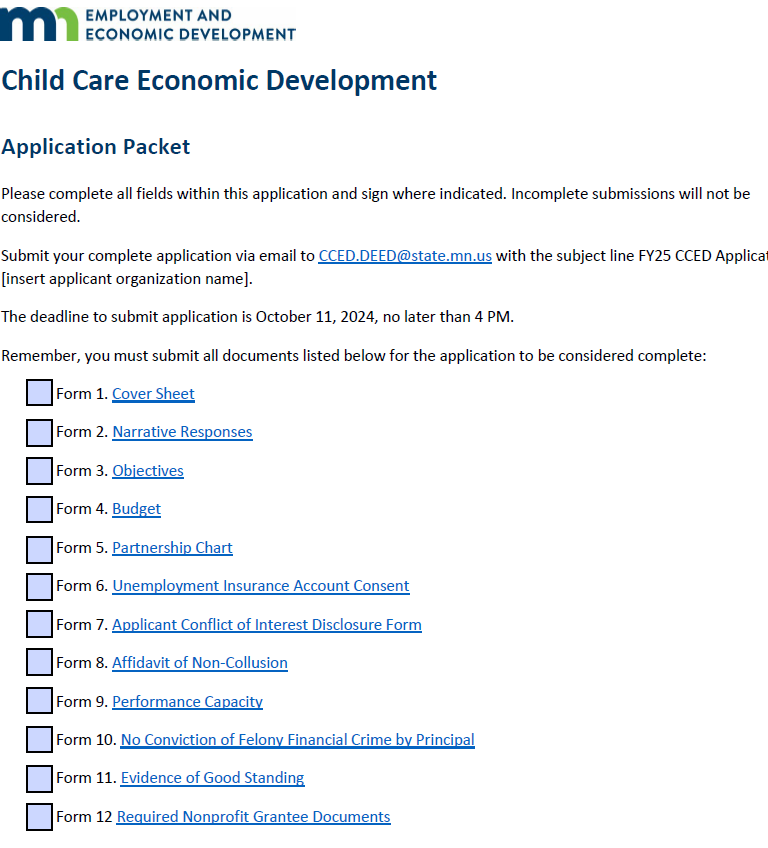 mn EMPLOYMENT AND
ECONOMIC DEVELOPMENT
Child Care Economic Development
Application Packet
Please complete all fields within this application and sign where indicated. Incomplete submissions will not be
considered.
Submit your complete application via email to CCED.DEED@state.mn.us with the subject line FY25 CCED Applicat
[insert applicant organization name].
The deadline to submit application is October 11, 2024, no later than 4 PM.
Remember, you must submit all documents listed below for the application to be considered complete:
Form 1. Cover Sheet
Form 2. Narrative Responses
Form 3. Objectives
Form 4. Budget
Form 5. Partnership Chart
Form 6. Unemployment Insurance Account Consent
Form 7. Applicant Conflict of Interest Disclosure Form
Form 8. Affidavit of Non-Collusion
Form 9. Performance Capacity
Form 10. No Conviction of Felony Financial Crime by Principal
Form 11. Evidence of Good Standing
Form 12 Required Nonprofit Grantee Documents